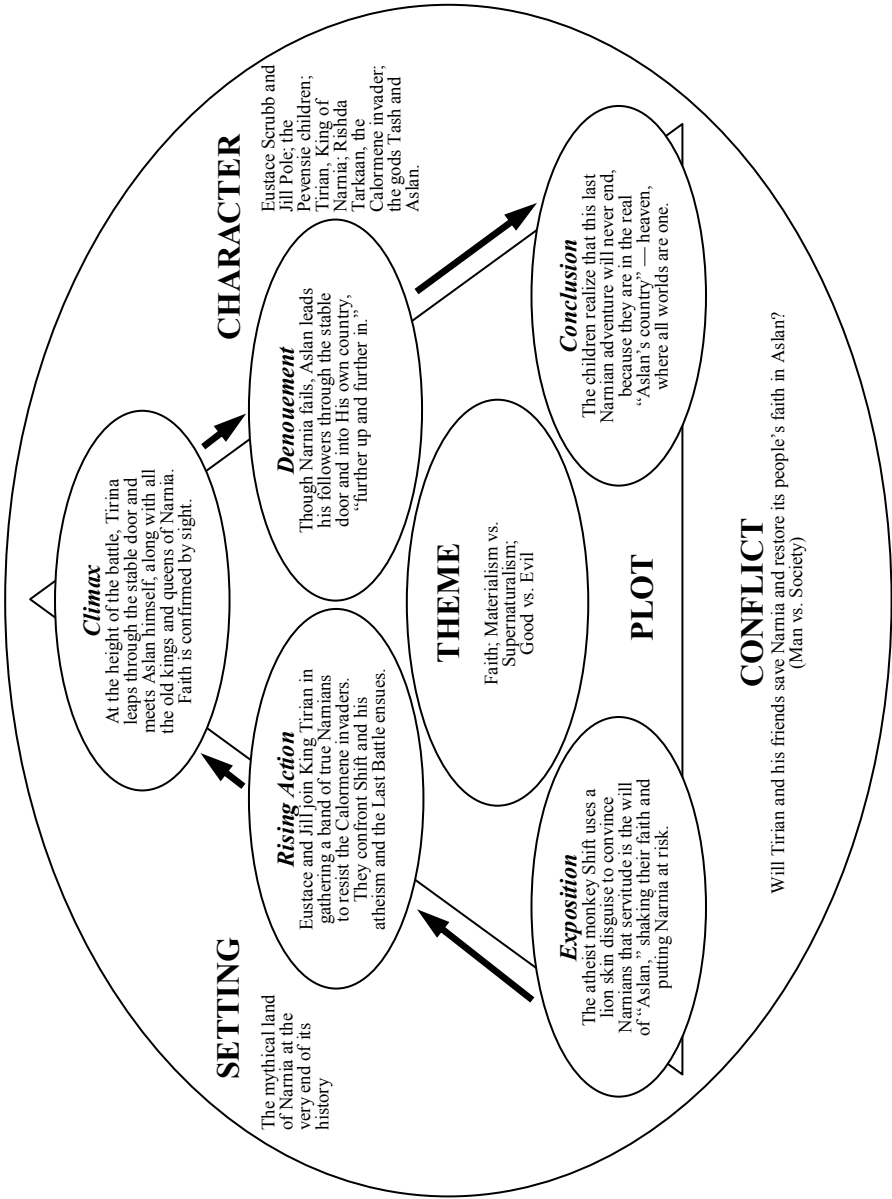 SETTING
The mythical land
of Narnia at the
very end of its
history
CHARACTER
Eustace Scrubb and
Jill Pole; the
Pevensie children;
Tirian, King of
Narnia; Rishda
Tarkaan, the
Calormene invader;
the gods Tash and
Aslan.
Climax
At the height of the battle, Tirina
leaps through the stable door and
meets Aslan himself, along with all
the old kings and queens of Narnia.
Faith is confirmed by sight.
Rising Action
Eustace and Jill join King Tirian in
gathering a band of true Narnians
to resist the Calormene invaders.
They confront Shift and his
atheism and the Last Battle ensues.
Denouement
Though Narnia fails, Aslan leads
his followers through the stable
door and into His own country,
“further up and further in.”
THEME
Faith; Materialism vs.
Supernaturalism;
Good vs. Evil
Exposition
The atheist monkey Shift uses a
lion skin disguise to convince
Narnians that servitude is the will
of “Aslan,” shaking their faith and
putting Narnia at risk.
Conclusion
The children realize that this last
Narnian adventure will never end,
because they are in the real
“Aslan’s country” — heaven,
where all worlds are one.
PLOT
CONFLICT
Will Tirian and his friends save Narnia and restore its people’s faith in Aslan?
(Man vs. Society)